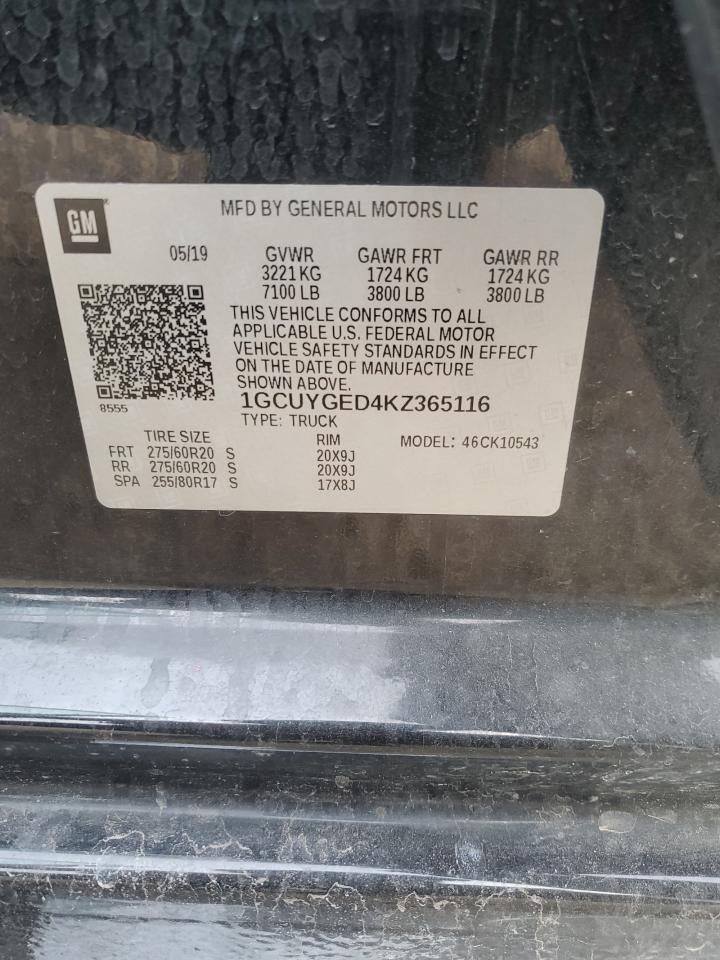 GM
MFD BY GENERAL MOTORS LLC
05/19 GVWR GAWR FRT GAWR RR
3221 KG 1724 KG 1724 KG
7100 LB 3800 LB 3800 LB
THIS VEHICLE CONFORMS TO ALL
APPLICABLE U.S. FEDERAL MOTOR
VEHICLE SAFETY STANDARDS IN EFFECT
ON THE DATE OF MANUFACTURE
SHOWN ABOVE.
8555
1GCUYGED4KZ365116
TYPE: TRUCK
TIRE SIZE RIM MODEL: 46CK10543
FRT 275/60R20 S 20X9J
RR 275/60R20 S 20X9J
SPA 255/80R17 S 17X8J